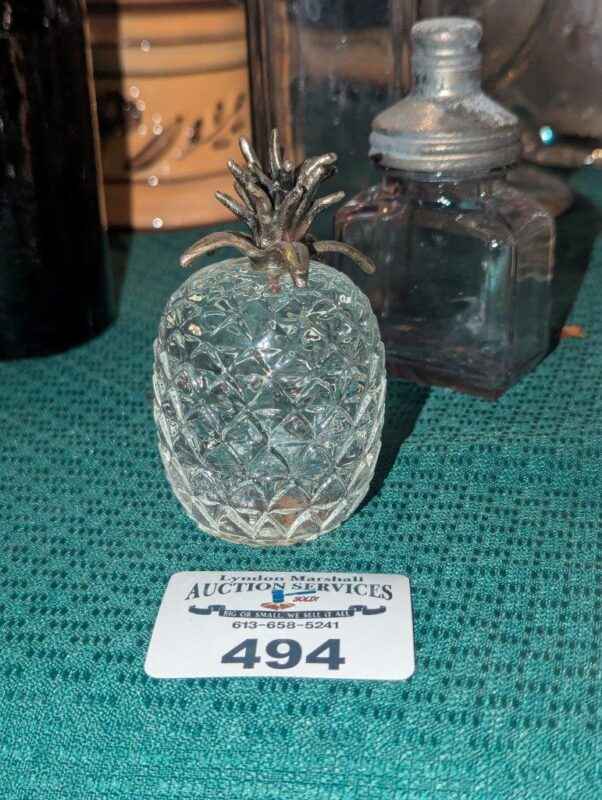 Lyndon Marshall
AUCTION SERVICES
SOLD!
BIG OR SMALL, WE SELL IT ALL
613-658-5241
494